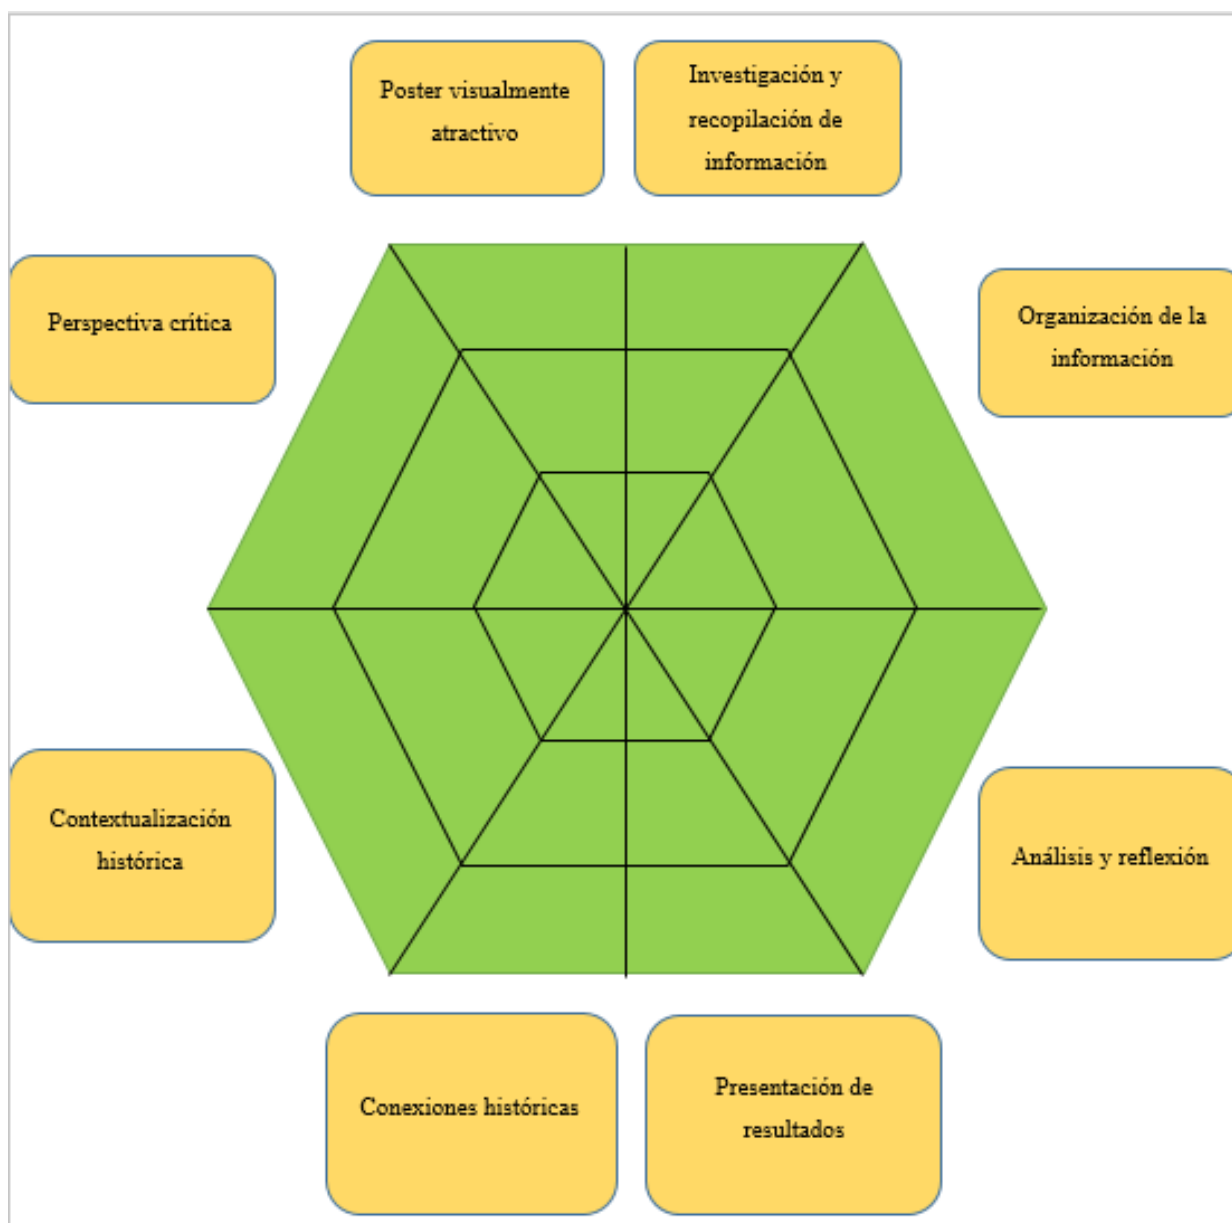 Poster visualmente
atractivo
Investigación y
recopilación de
información
Perspectiva crítica
Organización de la
información
Contextualización
histórica
Análisis y reflexión
Conexiones históricas
Presentación de
resultados